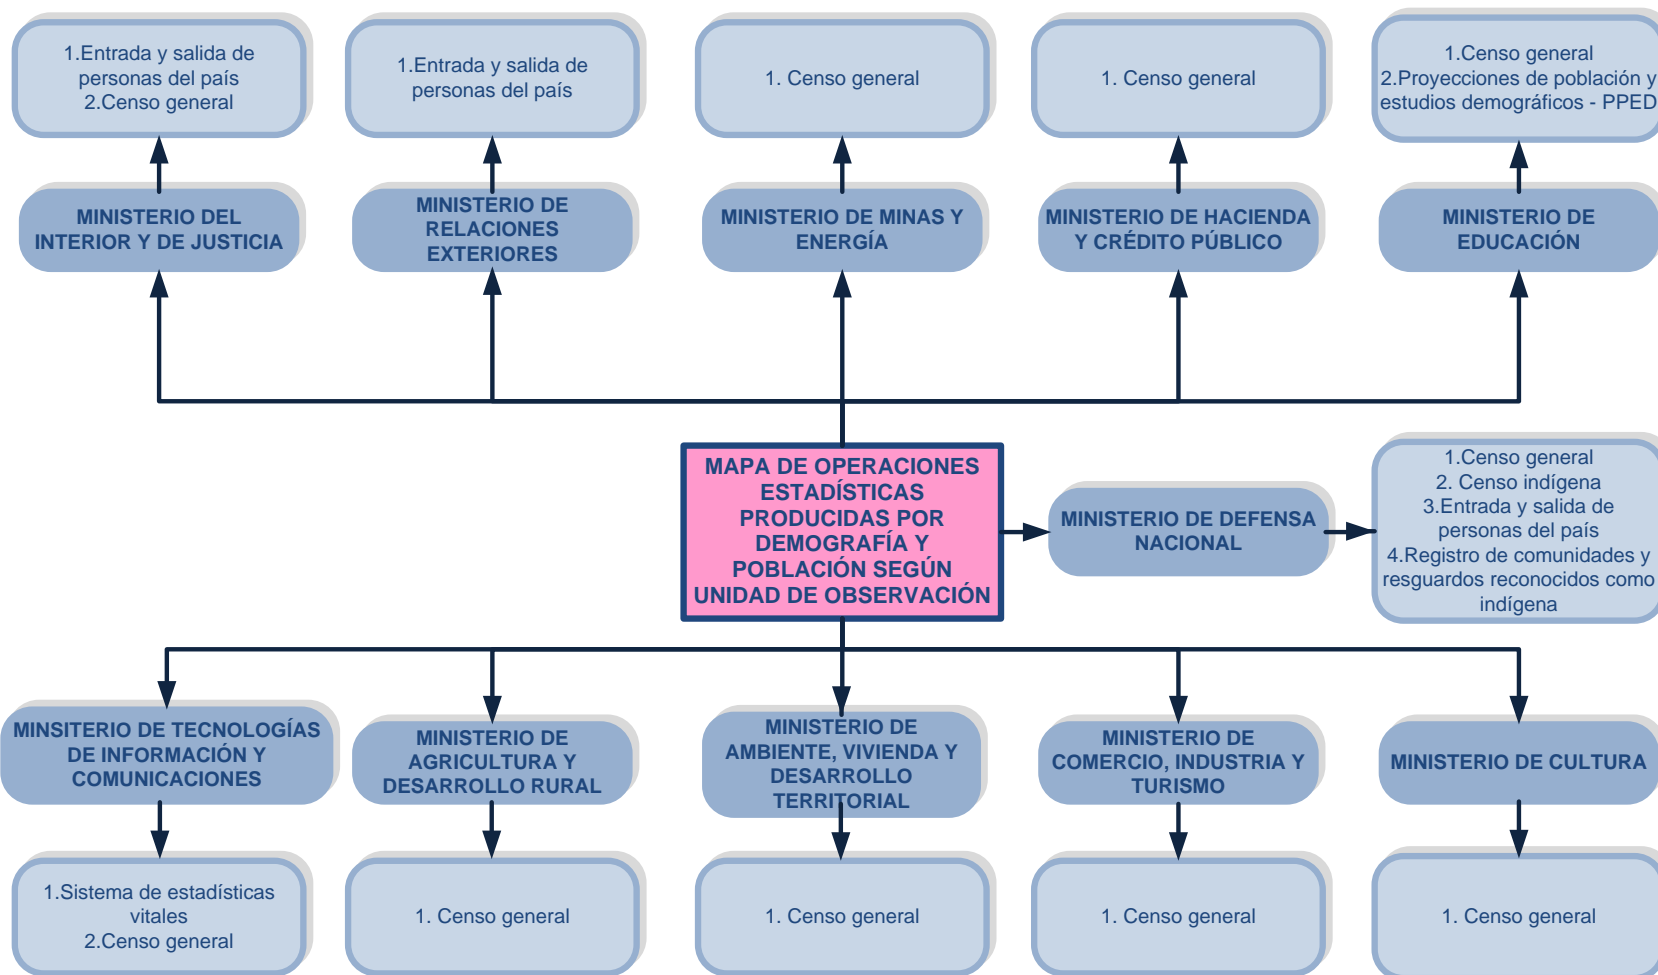 1.Entrada y salida de
personas del país
2.Censo general
1.Entrada y salida de
personas del país
1. Censo general
1. Censo general
1.Censo general
2.Proyecciones de población y
estudios demográficos - PPED
MINISTERIO DEL
INTERIOR Y DE JUSTICIA
MINISTERIO DE
RELACIONES
EXTERIORES
MINISTERIO DE MINAS Y
ENERGÍA
MINISTERIO DE HACIENDA
Y CRÉDITO PÚBLICO
MINISTERIO DE
EDUCACIÓN
MAPA DE OPERACIONES
ESTADÍSTICAS
PRODUCIDAS POR
DEMOGRAFÍA Y
POBLACIÓN SEGÚN
UNIDAD DE OBSERVACIÓN
MINISTERIO DE DEFENSA
NACIONAL
1.Censo general
2. Censo indígena
3.Entrada y salida de
personas del país
4.Registro de comunidades y
resguardos reconocidos como
indígena
MINSITERIO DE TECNOLOGÍAS
DE INFORMACIÓN Y
COMUNICACIONES
MINISTERIO DE
AGRICULTURA Y
DESARROLLO RURAL
MINISTERIO DE
AMBIENTE, VIVIENDA Y
DESARROLLO
TERRITORIAL
MINISTERIO DE
COMERCIO, INDUSTRIA Y
TURISMO
MINISTERIO DE CULTURA
1.Sistema de estadísticas
vitales
2.Censo general
1. Censo general
1. Censo general
1. Censo general
1. Censo general